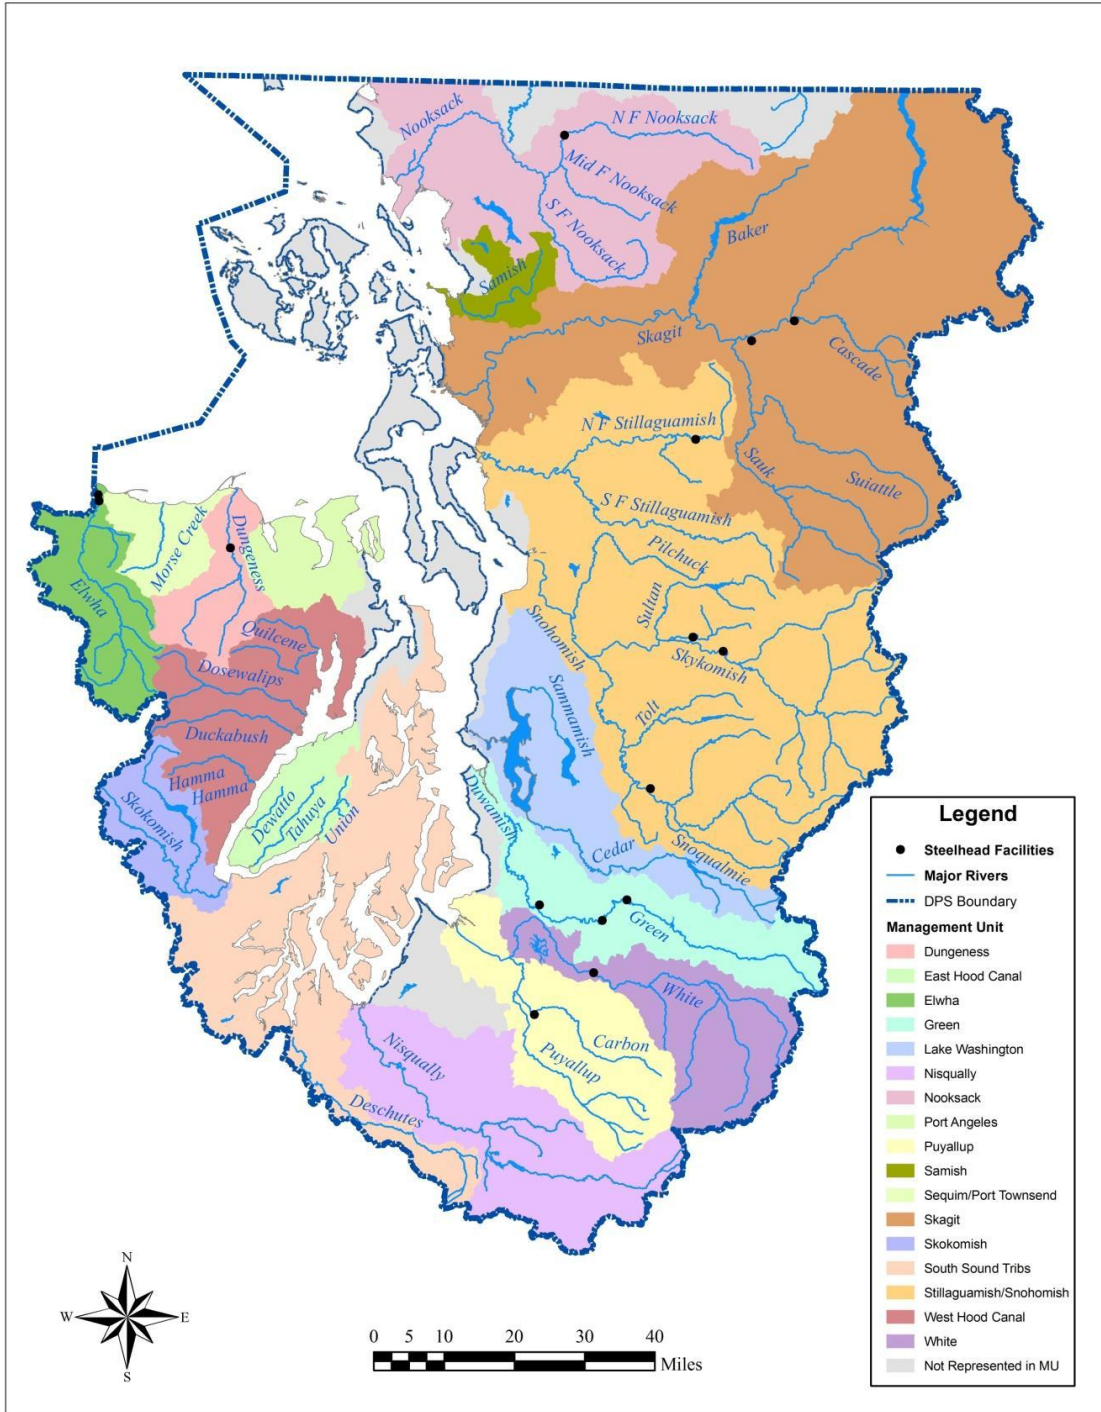 Nooksack
N F Nooksack
Mid F Nooksack
S F Nooksack
Samish
Baker
Skagit
Cascade
N F Stillaguamish
Sauk
Suiattle
S F Stillaguamish
Pilchuck
Sultan
Skykomish
Snohomish
Tolt
Sammamish
Snoqualmie
Morse Creek
Dungeness
Elwha
Quilcene
Dosewalips
Duckabush
Hamma
Hamma
Skokomish
Dewatto
Tahuya
Union
Duwamish
Cedar
Green
White
Carbon
Puyallup
Nisqually
Deschutes
Legend
Steelhead Facilities
Major Rivers
DPS Boundary
Management Unit
Dungeness
East Hood Canal
Elwha
Green
Lake Washington
Nisqually
Nooksack
Port Angeles
Puyallup
Samish
Sequim/Port Townsend
Skagit
Skokomish
South Sound Tribs
Stillaguamish/Snohomish
West Hood Canal
White
Not Represented in MU
N
W E
S
0 5 10 20 30 40
Miles